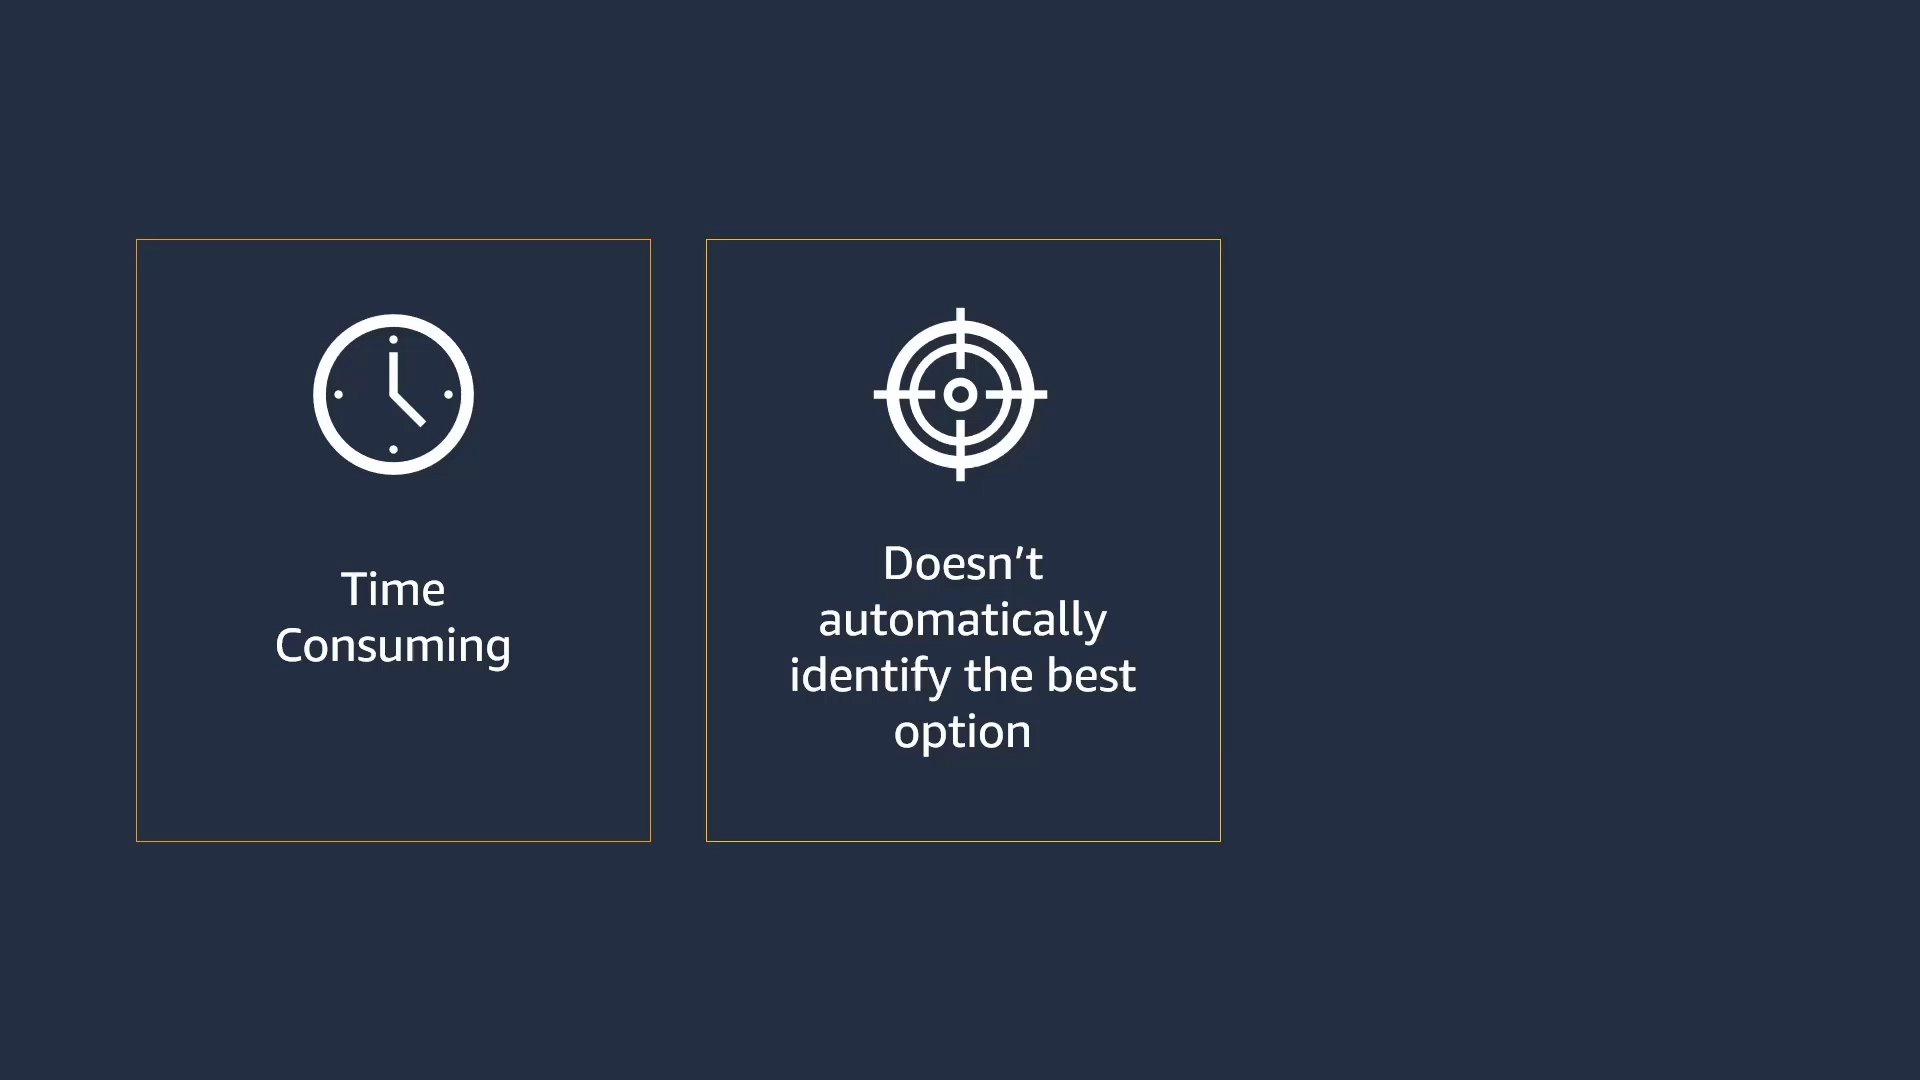 Time
Consuming
Doesn’t
automatically
identify the best
option